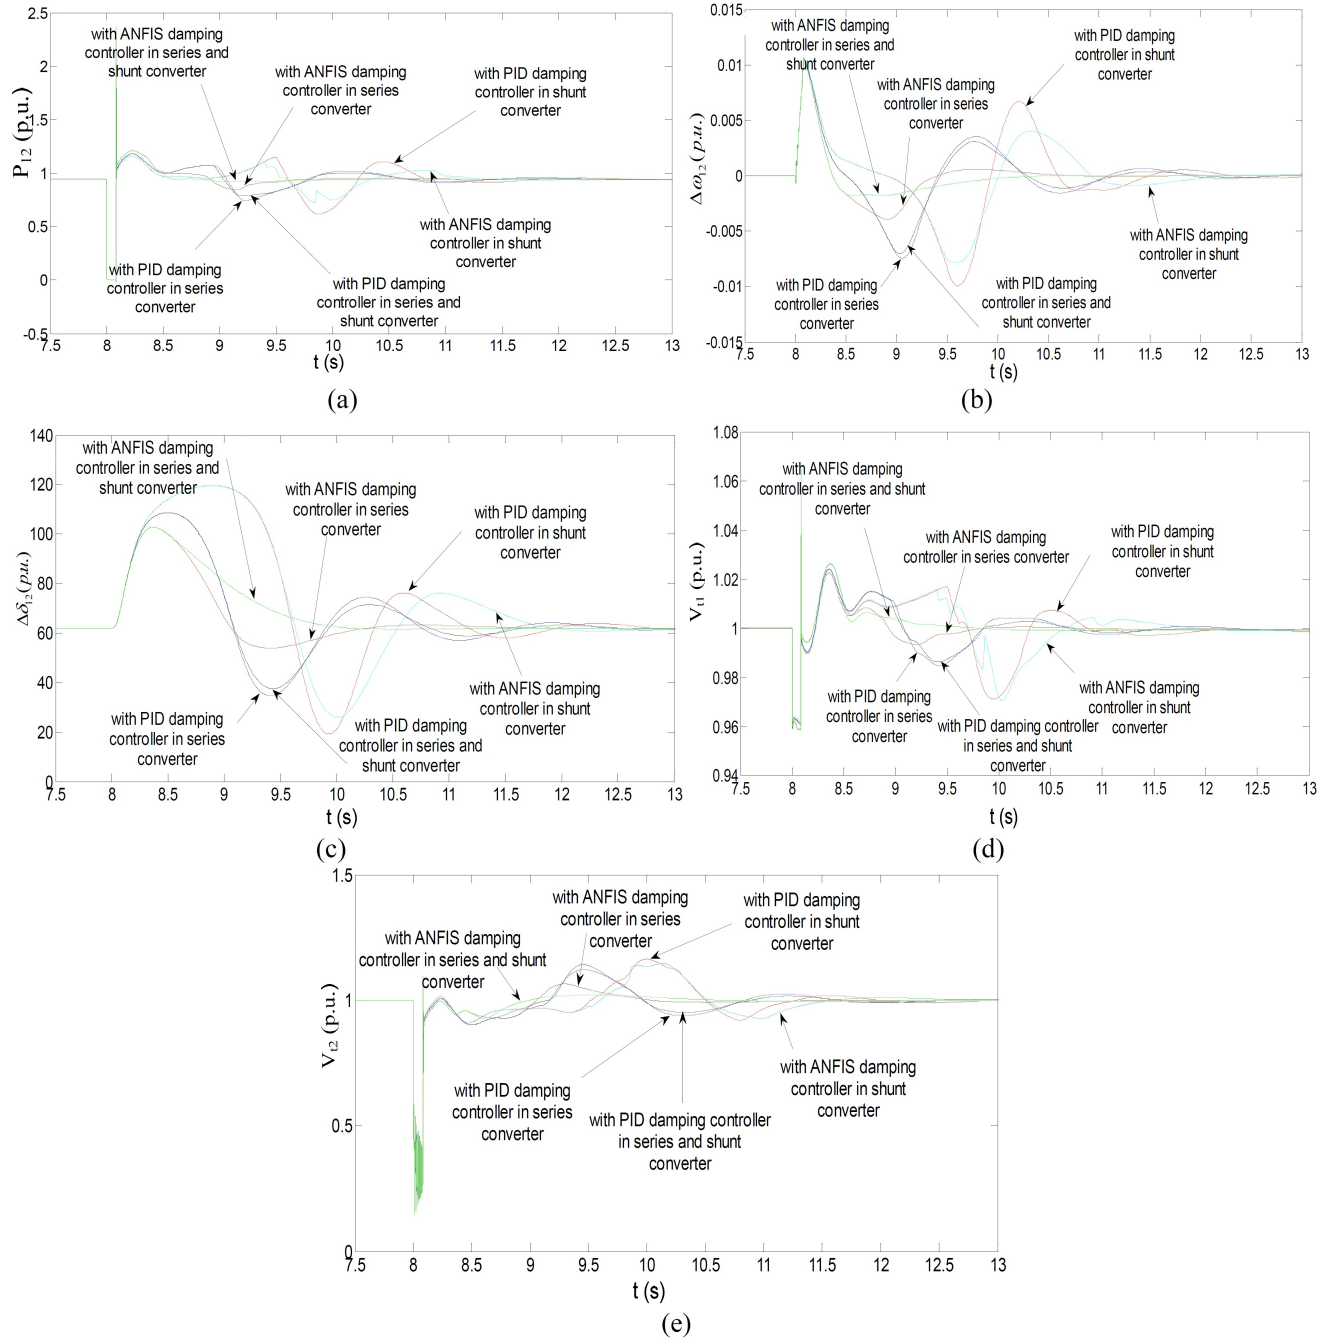 2.5
2
1.5
1
0.5
0
-0.5
P12 (p.u.)
with ANFIS damping
controller in series and
shunt converter
with ANFIS damping
controller in series
converter
with PID damping
controller in shunt
converter
with ANFIS damping
controller in shunt
converter
with PID damping
controller in series
converter
with PID damping
controller in series and
shunt converter
7.5 8 8.5 9 9.5 10 10.5 11 11.5 12 12.5 13
t (s)
(a)
0.015
0.01
0.005
0
-0.005
-0.01
-0.015
Δω12(p.u.)
with ANFIS damping
controller in series and
shunt converter
with ANFIS damping
controller in series
converter
with PID damping
controller in shunt
converter
with ANFIS damping
controller in shunt
converter
with PID damping
controller in series
converter
with PID damping
controller in series and
shunt converter
7.5 8 8.5 9 9.5 10 10.5 11 11.5 12 12.5 13
t (s)
(b)
140
120
100
80
60
40
20
0
Δδ12(p.u.)
with ANFIS damping
controller in series and
shunt converter
with ANFIS damping
controller in series
converter
with PID damping
controller in shunt
converter
with ANFIS damping
controller in shunt
converter
with PID damping
controller in series
converter
with PID damping
controller in series and
shunt converter
7.5 8 8.5 9 9.5 10 10.5 11 11.5 12 12.5 13
t (s)
(c)
1.08
1.06
1.04
1.02
1
0.98
0.96
0.94
Vt1 (p.u.)
with ANFIS damping
controller in series and shunt
converter
with ANFIS damping
controller in series converter
with PID damping
controller in shunt
converter
with PID damping
controller in series
converter
with ANFIS damping
controller in shunt
converter
with PID damping controller
in series and shunt
converter
7.5 8 8.5 9 9.5 10 10.5 11 11.5 12 12.5 13
t (s)
(d)
1.5
1
0.5
0
Vt2 (p.u.)
with ANFIS damping
controller in series
converter
with PID damping
controller in shunt
converter
with ANFIS damping
controller in series and shunt
converter
with ANFIS damping
controller in shunt
converter
with PID damping
controller in series
converter
with PID damping controller
in series and shunt
converter
7.5 8 8.5 9 9.5 10 10.5 11 11.5 12 12.5 13
t (s)
(e)